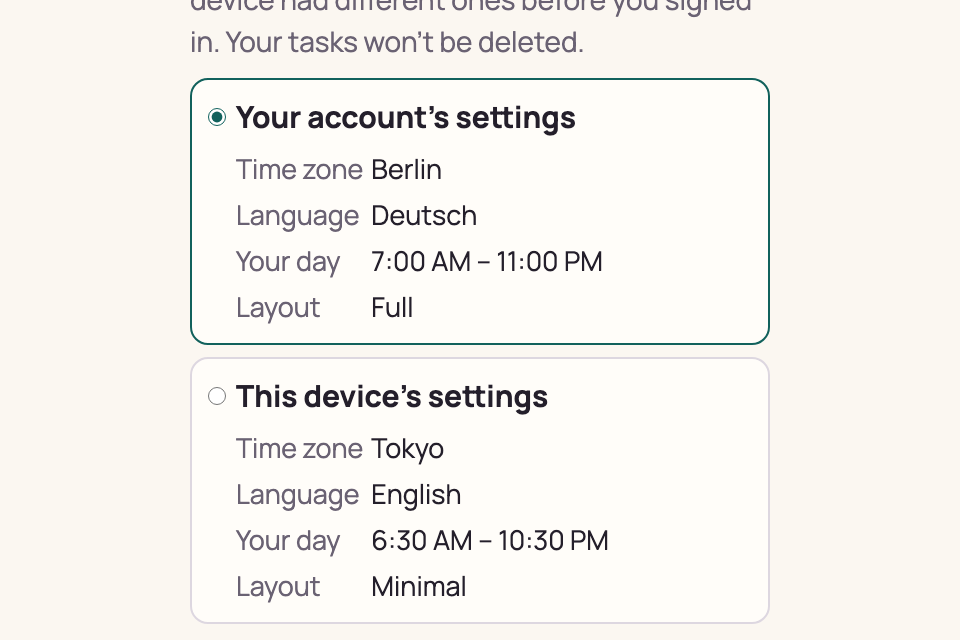 device had different ones before you signed
in. Your tasks won’t be deleted.
Your account’s settings
Time zone Berlin
Language Deutsch
Your day 7:00 AM – 11:00 PM
Layout Full
This device’s settings
Time zone Tokyo
Language English
Your day 6:30 AM – 10:30 PM
Layout Minimal